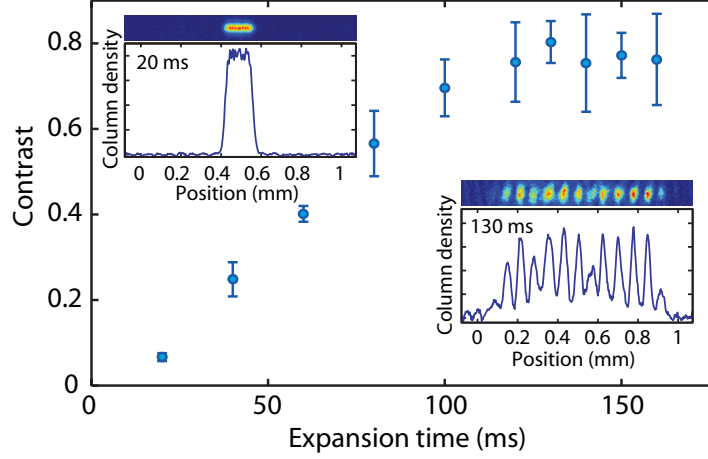 0.8
0.6
0.4
0.2
0
Contrast
0
50
100
150
Expansion time (ms)
20 ms
Column density
0
0.2
0.4
0.6
0.8
1
Position (mm)
130 ms
Column density
0
0.2
0.4
0.6
0.8
1
Position (mm)